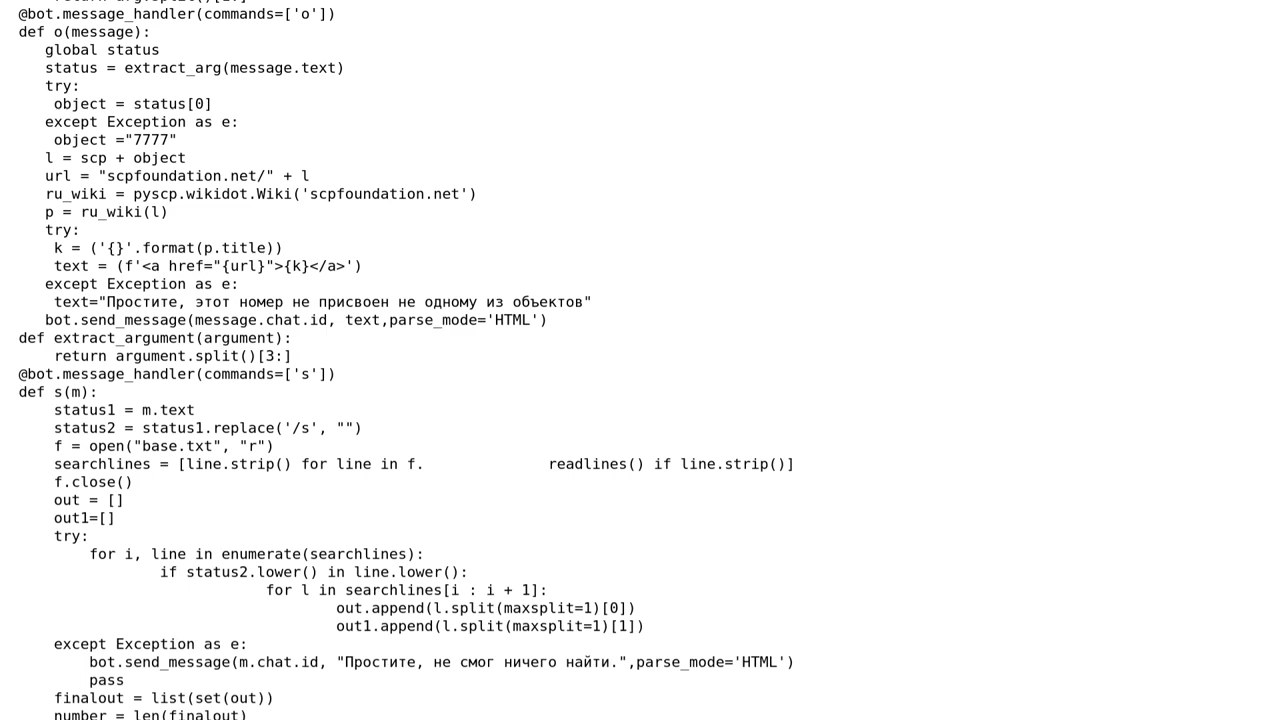 return arg.split()[1:]
@bot.message_handler(commands=['o'])
def o(message):
   global status
   status = extract_arg(message.text)
   try:
    object = status[0]
   except Exception as e:
    object ="7777"
   l = scp + object
   url = "scpfoundation.net/" + l
   ru_wiki = pyscp.wikidot.Wiki('scpfoundation.net')
   p = ru_wiki(l)
   try:
    k = ('{}'.format(p.title))
    text = (f'<a href="{url}">{k}</a>')
   except Exception as e:
    text="Простите, этот номер не присвоен не одному из объектов"
   bot.send_message(message.chat.id, text,parse_mode='HTML')
def extract_argument(argument):
    return argument.split()[3:]
@bot.message_handler(commands=['s'])
def s(m):
    status1 = m.text
    status2 = status1.replace('/s', "")
    f = open("base.txt", "r")
    searchlines = [line.strip() for line in f.              readlines() if line.strip()]
    f.close()
    out = []
    out1=[]
    try:
        for i, line in enumerate(searchlines):
                if status2.lower() in line.lower():
                            for l in searchlines[i : i + 1]:
                                    out.append(l.split(maxsplit=1)[0])
                                    out1.append(l.split(maxsplit=1)[1])
    except Exception as e:
        bot.send_message(m.chat.id, "Простите, не смог ничего найти.",parse_mode='HTML')
        pass
    finalout = list(set(out))
    number = len(finalout)